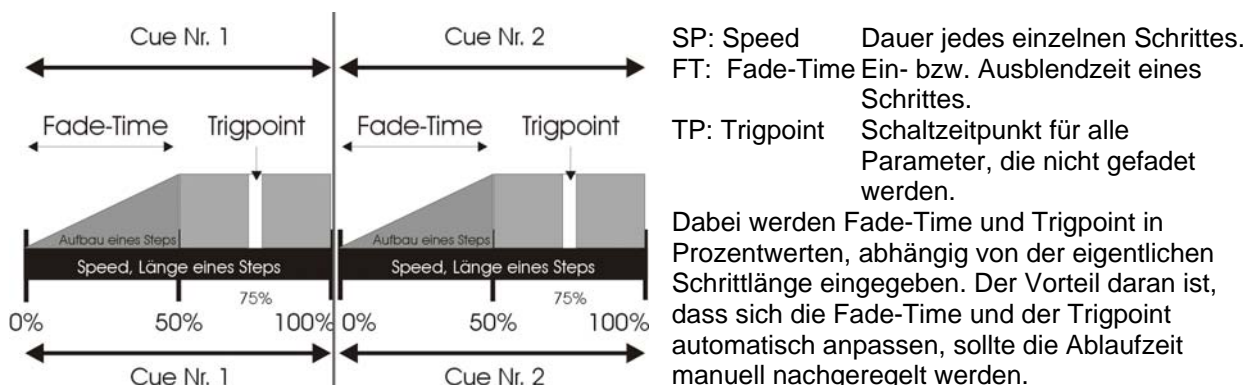 Cue Nr. 1 Cue Nr. 2
Fade-Time Trigpoint Fade-Time Trigpoint
Aufbau eines Steps Aufbau eines Steps
Speed, Länge eines Steps Speed, Länge eines Steps
75% 75%
0% 50% 100% 0% 50% 100%
Cue Nr. 1 Cue Nr. 2
SP: Speed Dauer jedes einzelnen Schrittes.
FT: Fade-Time Ein- bzw. Ausblendzeit eines
Schrittes.
TP: Trigpoint Schaltzeitpunkt für alle
Parameter, die nicht gefadet
werden.
Dabei werden Fade-Time und Trigpoint in
Prozentwerten, abhängig von der eigentlichen
Schrittlänge eingegeben. Der Vorteil daran ist,
dass sich die Fade-Time und der Trigpoint
automatisch anpassen, sollte die Ablaufzeit
manuell nachgeregelt werden.